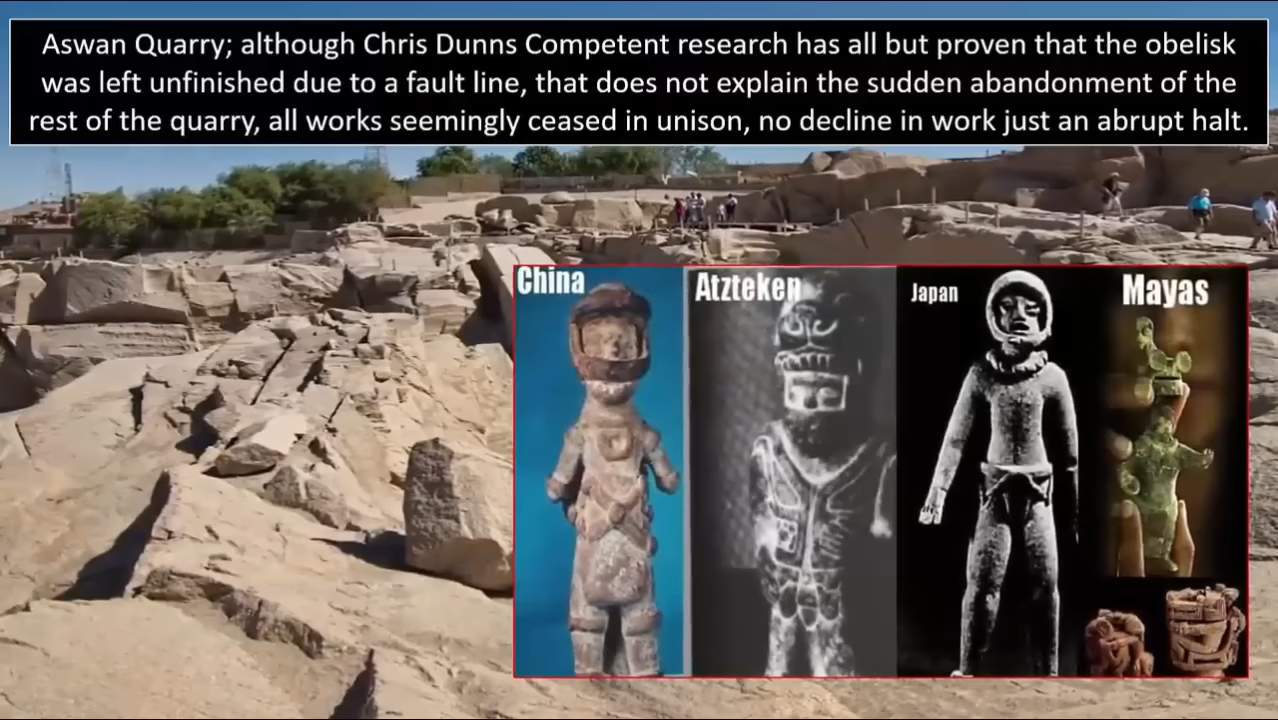 Aswan Quarry; although Chris Dunns Competent research has all but proven that the obelisk
was left unfinished due to a fault line, that does not explain the sudden abandonment of the
rest of the quarry, all works seemingly ceased in unison, no decline in work just an abrupt halt.
China
Atzteken
Japan
Mayas